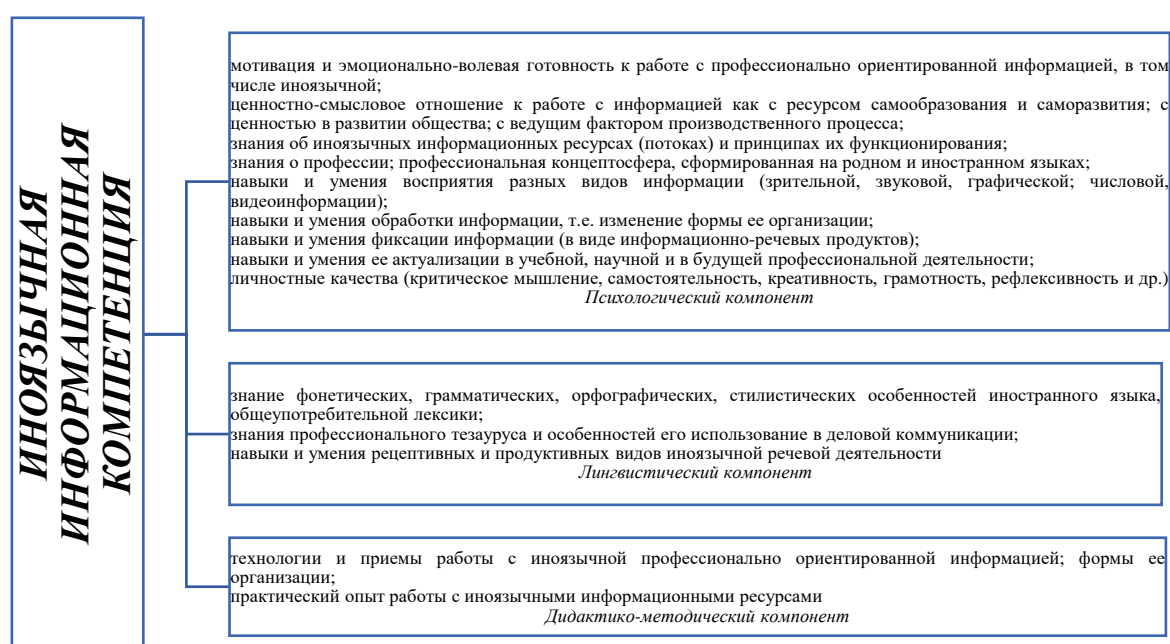 ИНОЯЗЫЧНАЯ
ИНФОРМАЦИОННАЯ
КОМПЕТЕНЦИЯ
мотивация и эмоционально-волевая готовность к работе с профессионально ориентированной информацией, в том
числе иноязычной;
ценностно-смысловое отношение к работе с информацией как с ресурсом самообразования и саморазвития; с
ценностью в развитии общества; с ведущим фактором производственного процесса;
знания об иноязычных информационных ресурсах (потоках) и принципах их функционирования;
знания о профессии; профессиональная концептосфера, сформированная на родном и иностранном языках;
навыки и умения восприятия разных видов информации (зрительной, звуковой, графической; числовой,
видеоинформации);
навыки и умения обработки информации, т.е. изменение формы ее организации;
навыки и умения фиксации информации (в виде информационно-речевых продуктов);
навыки и умения ее актуализации в учебной, научной и в будущей профессиональной деятельности;
личностные качества (критическое мышление, самостоятельность, креативность, грамотность, рефлексивность и др.)
Психологический компонент
знание фонетических, грамматических, орфографических, стилистических особенностей иностранного языка,
общеупотребительной лексики;
знания профессионального тезауруса и особенностей его использование в деловой коммуникации;
навыки и умения рецептивных и продуктивных видов иноязычной речевой деятельности
Лингвистический компонент
технологии и приемы работы с иноязычной профессионально ориентированной информацией; формы ее
организации;
практический опыт работы с иноязычными информационными ресурсами
Дидактико-методический компонент